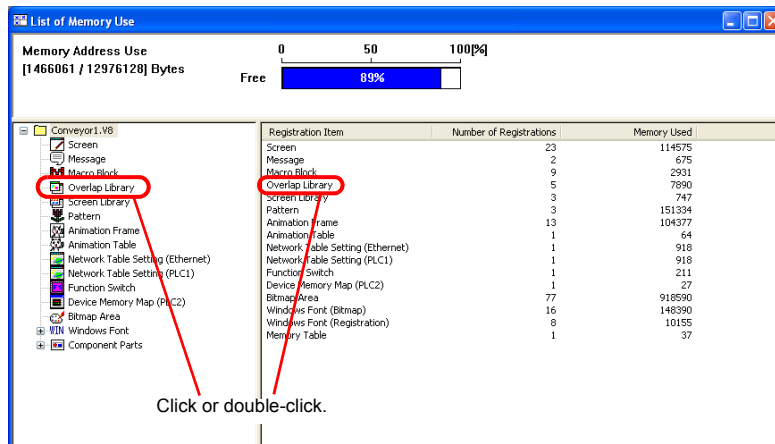 List of Memory Use
Memory Address Use
[1466061 / 12976128] Bytes
0 50 100[%]
Free 89%
Conveyor1.V8
Screen
Message
Macro Block
Overlap Library
Screen Library
Pattern
Animation Frame
Animation Table
Network Table Setting (Ethernet)
Network Table Setting (PLC1)
Function Switch
Device Memory Map (PLC2)
Bitmap Area
WIN Windows Font
Component Parts
Registration Item Number of Registrations Memory Used
Screen 23 114575
Message 2 675
Macro Block 9 2931
Overlap Library 5 7890
Screen Library 3 747
Pattern 3 151334
Animation Frame 13 104377
Animation Table 1 64
Network Table Setting (Ethernet) 1 918
Network Table Setting (PLC1) 1 918
Function Switch 1 211
Device Memory Map (PLC2) 1 27
Bitmap Area 77 918590
Windows Font (Bitmap) 16 148390
Windows Font (Registration) 8 10155
Memory Table 1 37
Click or double-click.